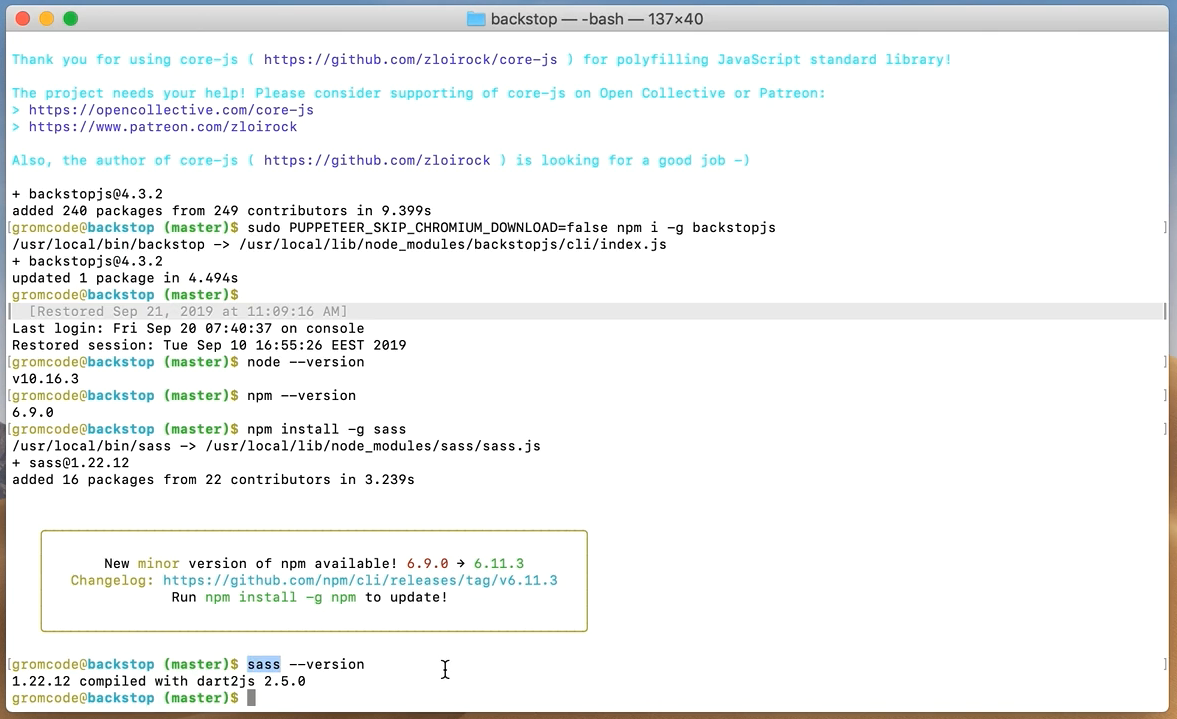 backstop — -bash — 137×40
Thank you for using core-js ( https://github.com/zloirock/core-js ) for polyfilling JavaScript standard library!
The project needs your help! Please consider supporting of core-js on Open Collective or Patreon:
> https://opencollective.com/core-js
> https://www.patreon.com/zloirock
Also, the author of core-js ( https://github.com/zloirock ) is looking for a good job -)
+ backstopjs@4.3.2
added 240 packages from 249 contributors in 9.399s
[gromcode@backstop (master)$ sudo PUPPETEER_SKIP_CHROMIUM_DOWNLOAD=false npm i -g backstopjs ]
/usr/local/bin/backstop -> /usr/local/lib/node_modules/backstopjs/cli/index.js
+ backstopjs@4.3.2
updated 1 package in 4.494s
gromcode@backstop (master)$
[Restored Sep 21, 2019 at 11:09:16 AM]
Last login: Fri Sep 20 07:40:37 on console
Restored session: Tue Sep 10 16:55:26 EEST 2019
[gromcode@backstop (master)$ node --version ]
v10.16.3
[gromcode@backstop (master)$ npm --version ]
6.9.0
[gromcode@backstop (master)$ npm install -g sass ]
/usr/local/bin/sass -> /usr/local/lib/node_modules/sass/sass.js
+ sass@1.22.12
added 16 packages from 22 contributors in 3.239s
New minor version of npm available! 6.9.0 → 6.11.3
Changelog: https://github.com/npm/cli/releases/tag/v6.11.3
Run npm install -g npm to update!
[gromcode@backstop (master)$ sass --version ]
1.22.12 compiled with dart2js 2.5.0
gromcode@backstop (master)$